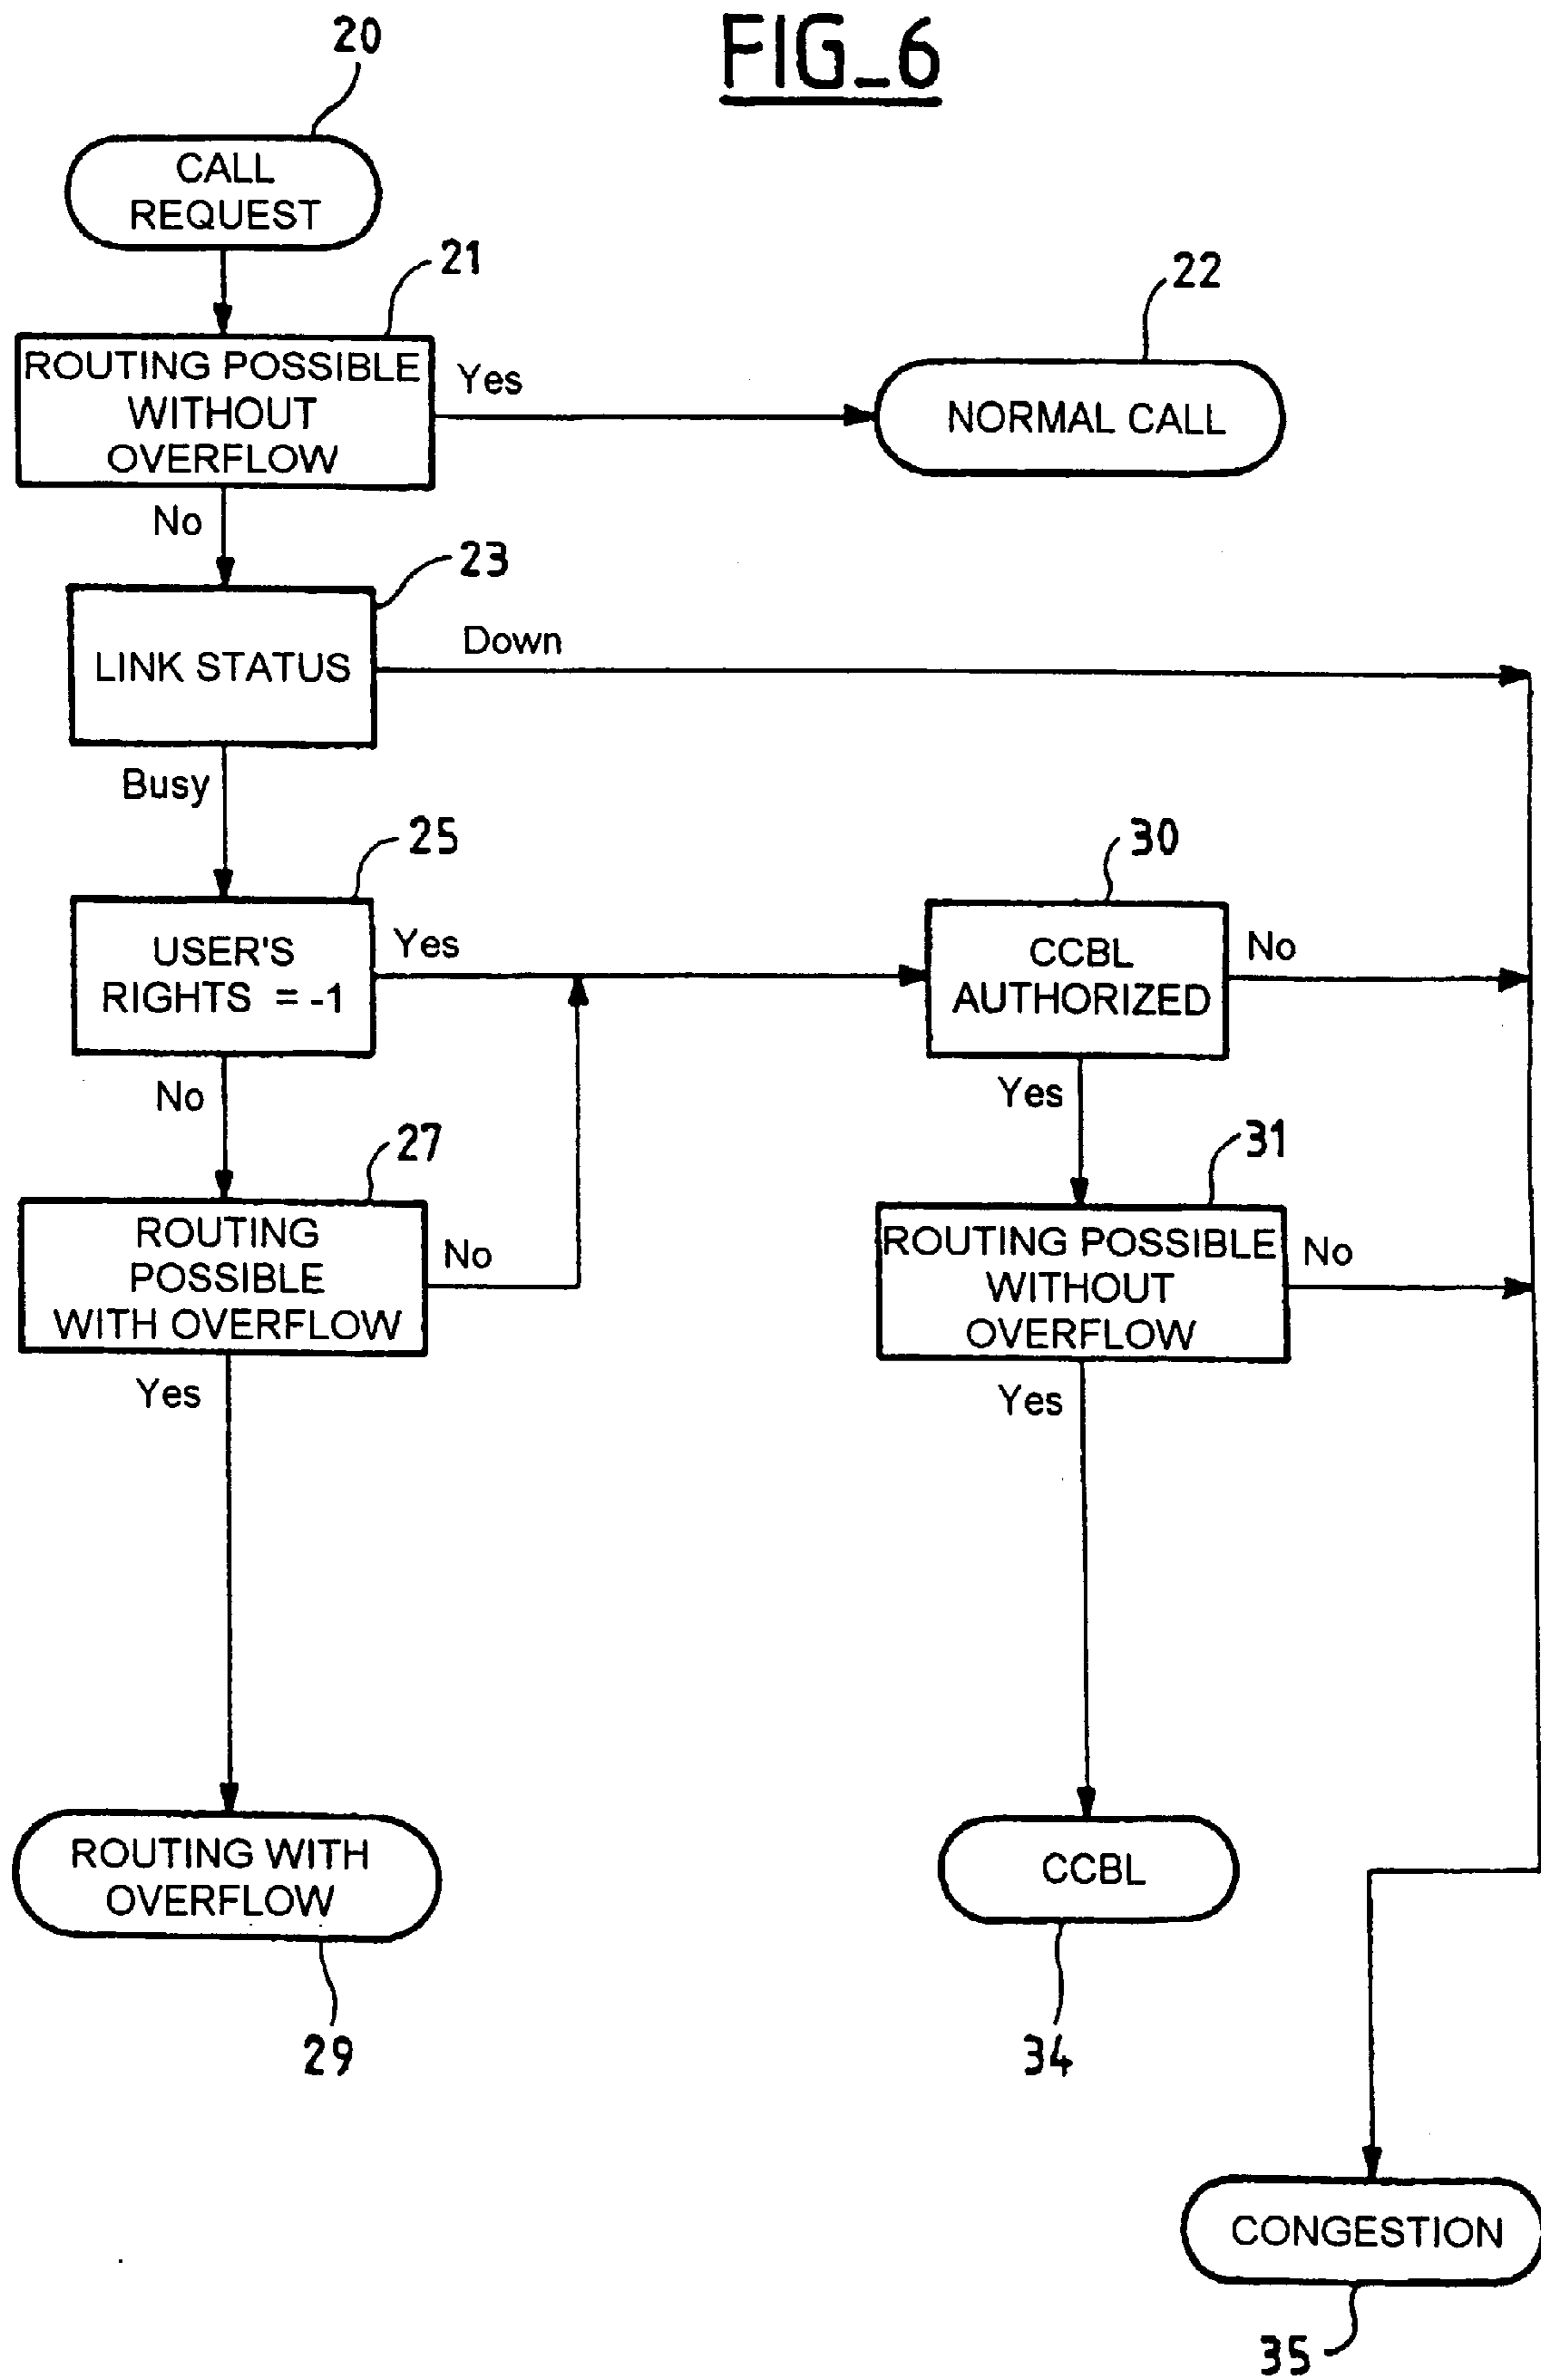 FIG_6
20
CALL
REQUEST
21
ROUTING POSSIBLE
WITHOUT
OVERFLOW
Yes
22
NORMAL CALL
No
23
LINK STATUS
Down
Busy
25
USER'S
RIGHTS = -1
Yes
30
CCBL
AUTHORIZED
No
No
Yes
27
ROUTING
POSSIBLE
WITH OVERFLOW
No
31
ROUTING POSSIBLE
WITHOUT
OVERFLOW
No
Yes
Yes
ROUTING WITH
OVERFLOW
29
CCBL
34
CONGESTION
35